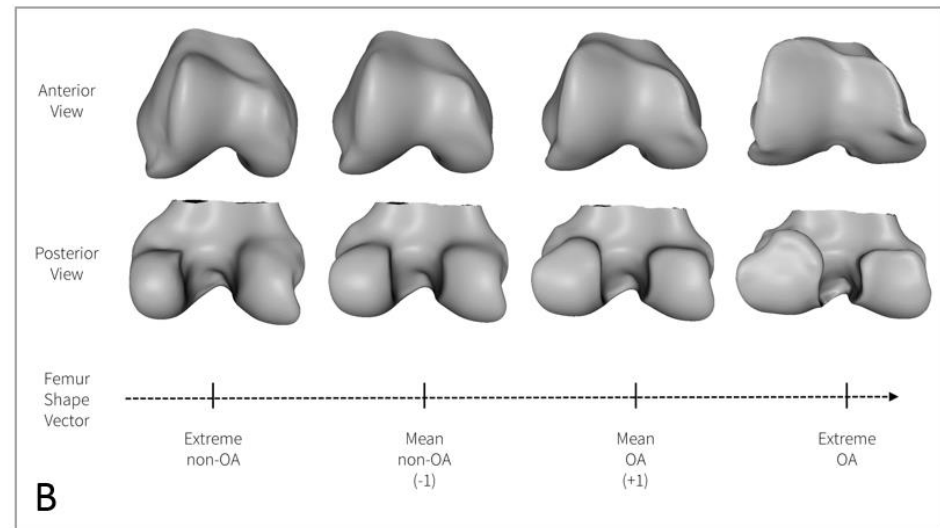 Anterior
View
Posterior
View
Femur
Shape
Vector
Extreme
non-OA
Mean
non-OA
(-1)
Mean
OA
(+1)
Extreme
OA
B